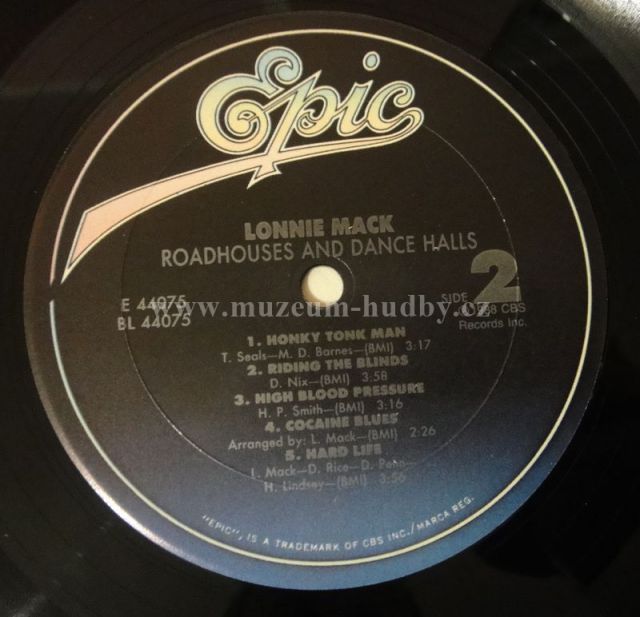 Epic
LONNIE MACK
ROADHOUSES AND DANCE HALLS
E 44075
BL 44075
SIDE 2
1988 CBS
Records Inc.
www.muzeum-hudby.cz
1. HONKY TONK MAN
T. Seals—M. D. Barnes—(BMI) 3:17
2. RIDING THE BLINDS
D. Nix—(BMI) 3:58
3. HIGH BLOOD PRESSURE
H. P. Smith—(BMI) 3:16
4. COCAINE BLUES
Arranged by: L. Mack—(BMI) 2:26
5. HARD LIFE
L. Mack—D. Rice—D. Penn—
H. Lindsey—(BMI) 3:56
"EPIC", IS A TRADEMARK OF CBS INC./MARCA REG.